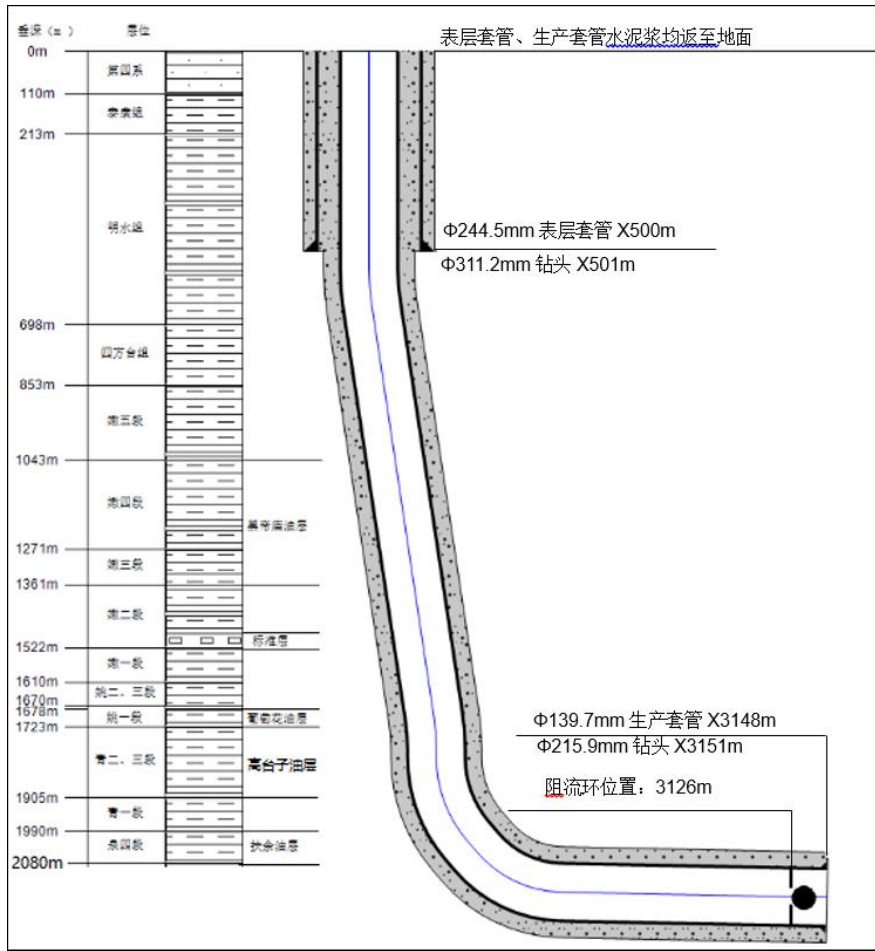 垂深（m ） 层位
表层套管、生产套管水泥浆均返至地面
0m
第四系
110m
泰康组
213m
明水组
Φ244.5mm 表层套管 X500m
Φ311.2mm 钻头 X501m
698m
四方台组
853m
嫩五段
1043m
嫩四段
黑帝庙油层
1271m
嫩三段
1361m
嫩二段
标准层
1522m
嫩一段
1610m
姚二、三段
1670m
1678m
姚一段
葡萄花油层
1723m
青二、三段
高台子油层
Φ139.7mm 生产套管 X3148m
Φ215.9mm 钻头 X3151m
阻流环位置：3126m
1905m
青一段
1990m
泉四段
扶余油层
2080m